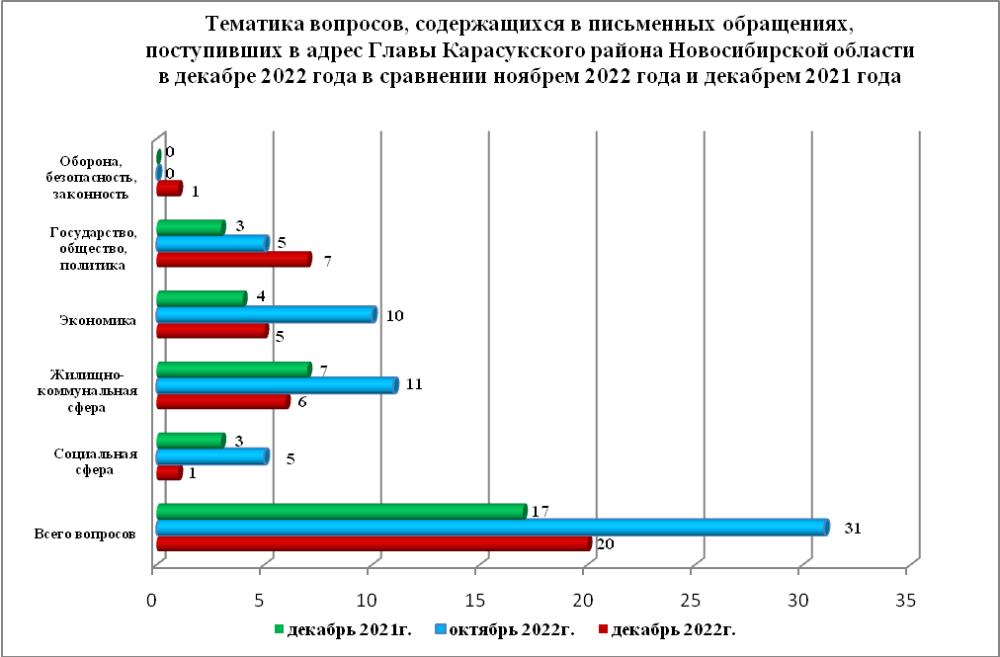 Тематика вопросов, содержащихся в письменных обращениях,
поступивших в адрес Главы Карасукского района Новосибирской области
в декабре 2022 года в сравнении ноябрем 2022 года и декабрем 2021 года
Оборона,
безопасность,
законность
0
0
1
Государство,
общество,
политика
3
5
7
Экономика
4
10
5
Жилищно-
коммунальная
сфера
7
11
6
Социальная
сфера
3
5
1
Всего вопросов
17
31
20
0 5 10 15 20 25 30 35
декабрь 2021г. октябрь 2022г. декабрь 2022г.